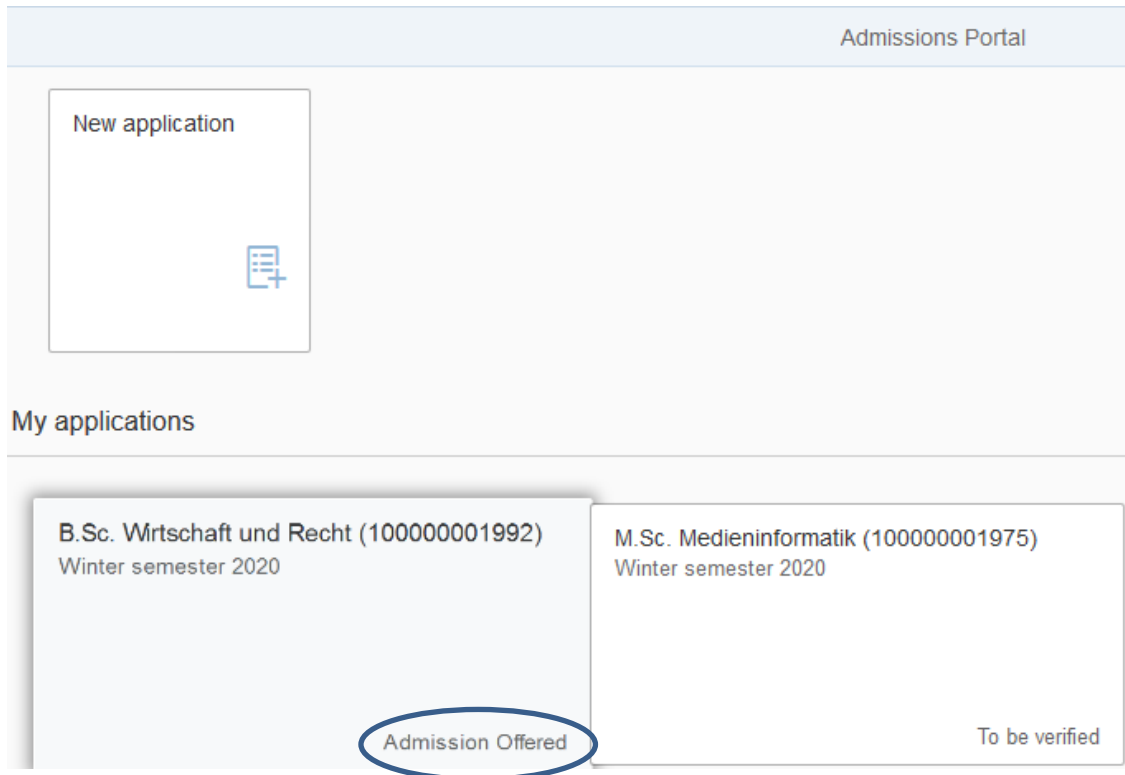 Admissions Portal
New application
My applications
B.Sc. Wirtschaft und Recht (100000001992)
Winter semester 2020
Admission Offered
M.Sc. Medieninformatik (100000001975)
Winter semester 2020
To be verified